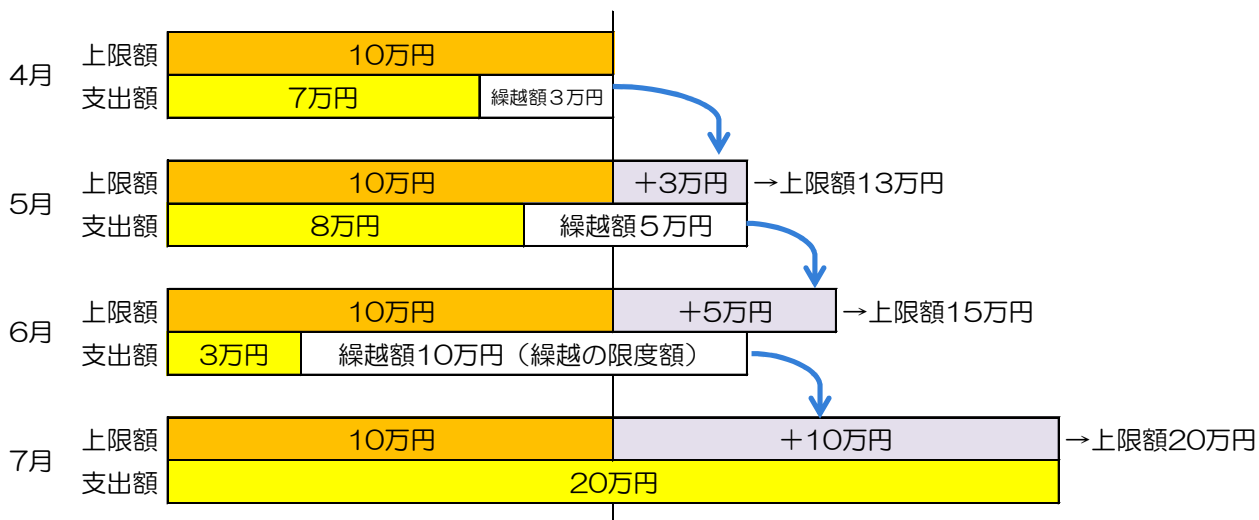 4月
上限額 10万円
支出額 7万円 繰越額３万円
5月
上限額 10万円 +3万円 →上限額13万円
支出額 8万円 繰越額５万円
6月
上限額 10万円 +5万円 →上限額15万円
支出額 3万円 繰越額10万円（繰越の限度額）
7月
上限額 10万円 +10万円 →上限額20万円
支出額 20万円